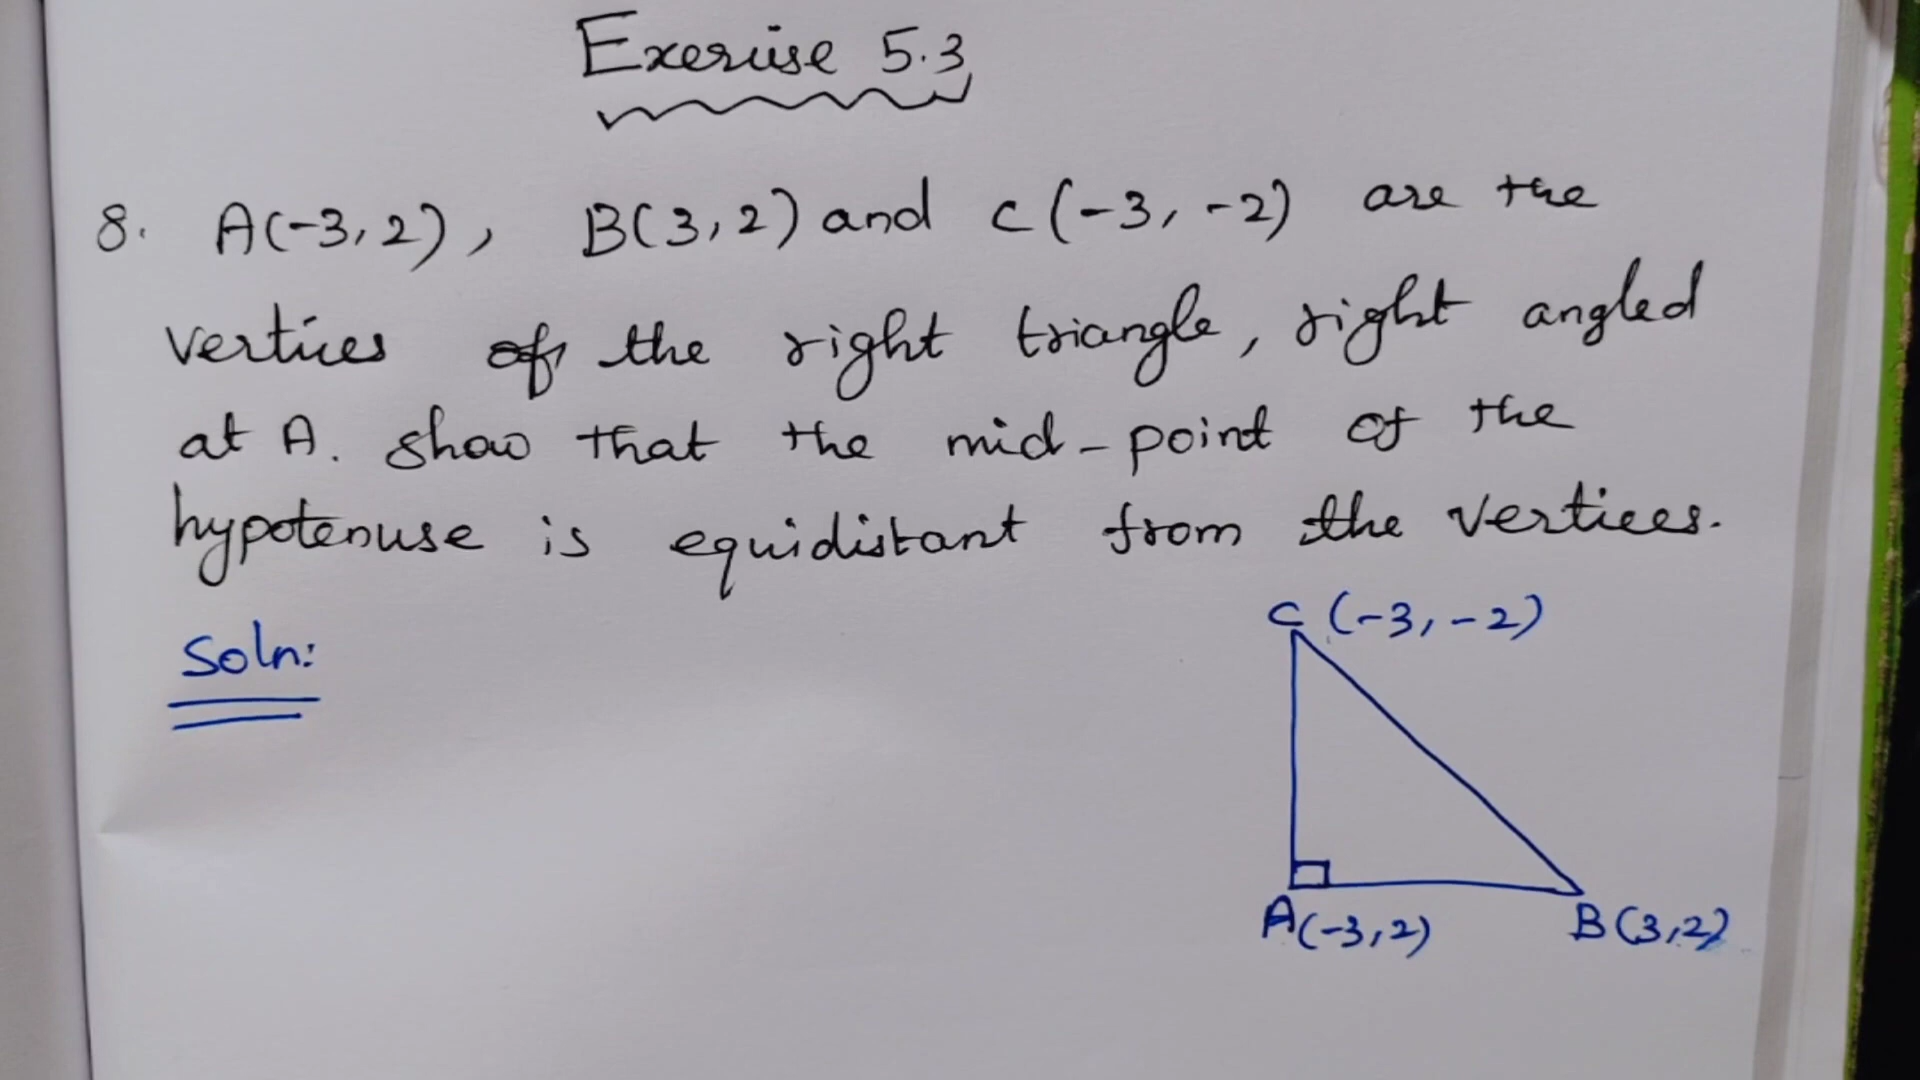 Exercise 5.3
8. A(-3,2), B(3,2) and C(-3,-2) are the
vertices of the right triangle, right angled
at A. show that the mid-point of the
hypotenuse is equidistant from the vertices.
Soln:
C (-3,-2)
A(-3,2)
B(3,2)